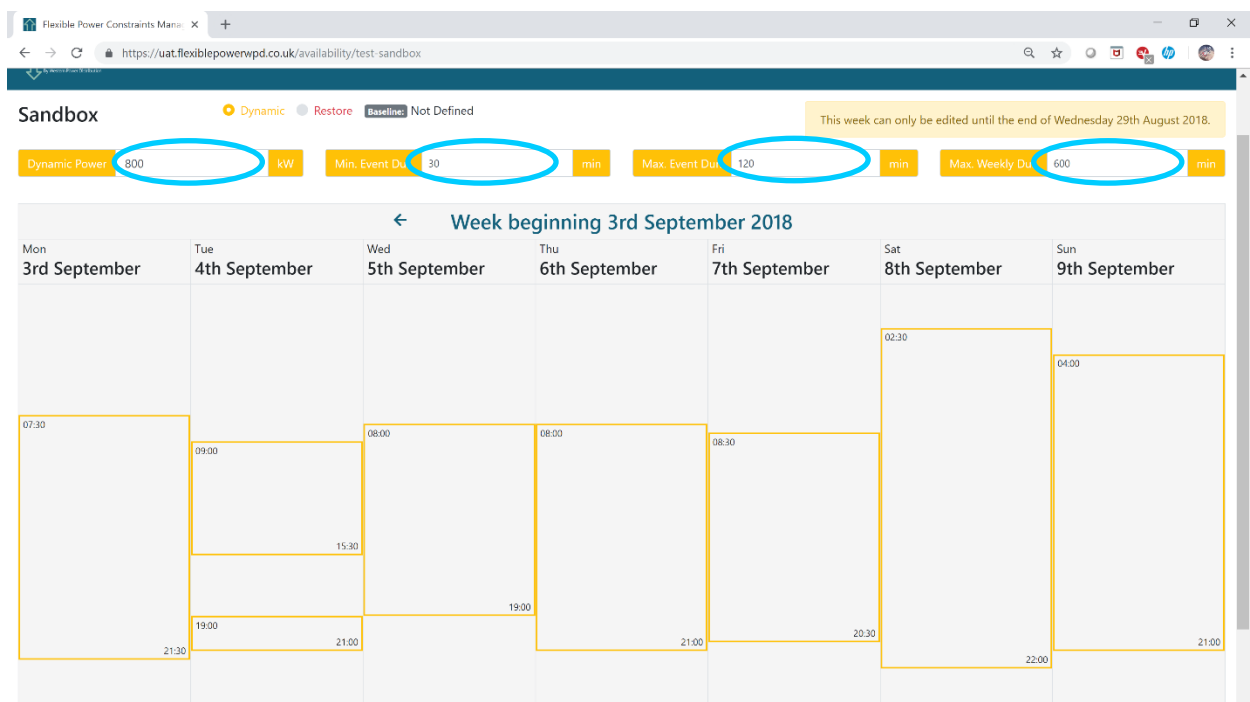 Flexible Power Constraints Mana
https://uat.flexiblepowerwpd.co.uk/availability/test-sandbox
By Western Power Distribution
Sandbox
Dynamic Restore Baseline: Not Defined
This week can only be edited until the end of Wednesday 29th August 2018.
Dynamic Power 800 kW Min. Event Du 30 min Max. Event Dur 120 min Max. Weekly Du 600 min
← Week beginning 3rd September 2018
Mon Tue Wed Thu Fri Sat Sun
3rd September 4th September 5th September 6th September 7th September 8th September 9th September
02:30
04:00
07:30
08:00 08:00
08:30
09:00
15:30
19:00
19:00
20:30
21:00 21:00 21:00
21:30
22:00